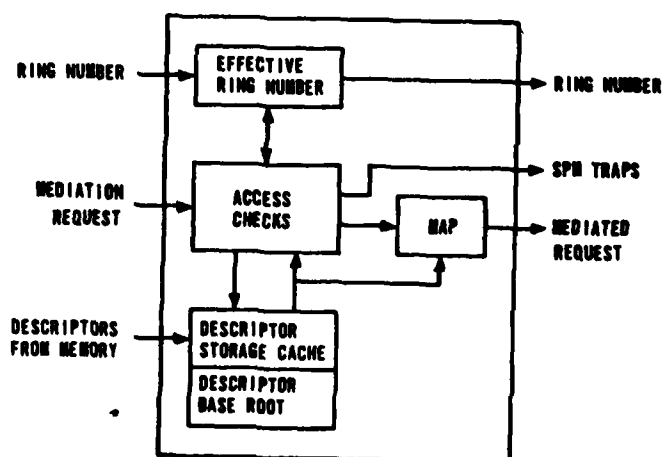 EFFECTIVE
RING NUMBER
RING NUMBER
RING NUMBER
SPM TRAPS
MEDIATION
REQUEST
ACCESS
CHECKS
MAP
MEDIATED
REQUEST
DESCRIPTORS
FROM MEMORY
DESCRIPTOR
STORAGE CACHE
DESCRIPTOR
BASE ROOT